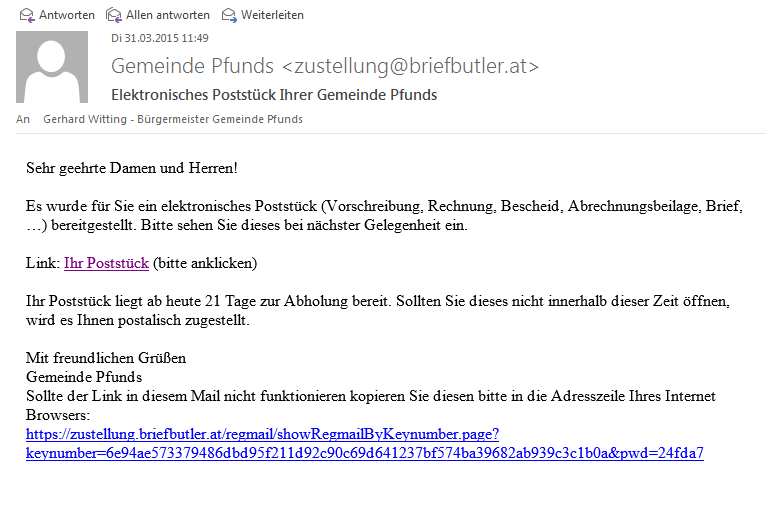 Antworten Allen antworten Weiterleiten
Di 31.03.2015 11:49
Gemeinde Pfunds <zustellung@briefbutler.at>
Elektronisches Poststück Ihrer Gemeinde Pfunds
An Gerhard Witting - Bürgermeister Gemeinde Pfunds
Sehr geehrte Damen und Herren!
Es wurde für Sie ein elektronisches Poststück (Vorschreibung, Rechnung, Bescheid, Abrechnungsbeilage, Brief,
…) bereitgestellt. Bitte sehen Sie dieses bei nächster Gelegenheit ein.
Link: Ihr Poststück (bitte anklicken)
Ihr Poststück liegt ab heute 21 Tage zur Abholung bereit. Sollten Sie dieses nicht innerhalb dieser Zeit öffnen,
wird es Ihnen postalisch zugestellt.
Mit freundlichen Grüßen
Gemeinde Pfunds
Sollte der Link in diesem Mail nicht funktionieren kopieren Sie diesen bitte in die Adresszeile Ihres Internet
Browsers:
https://zustellung.briefbutler.at/regmail/showRegmailByKeynumber.page?
keynumber=6e94ae573379486dbd95f211d92c90c69d641237bf574ba39682ab939c3c1b0a&pwd=24fda7